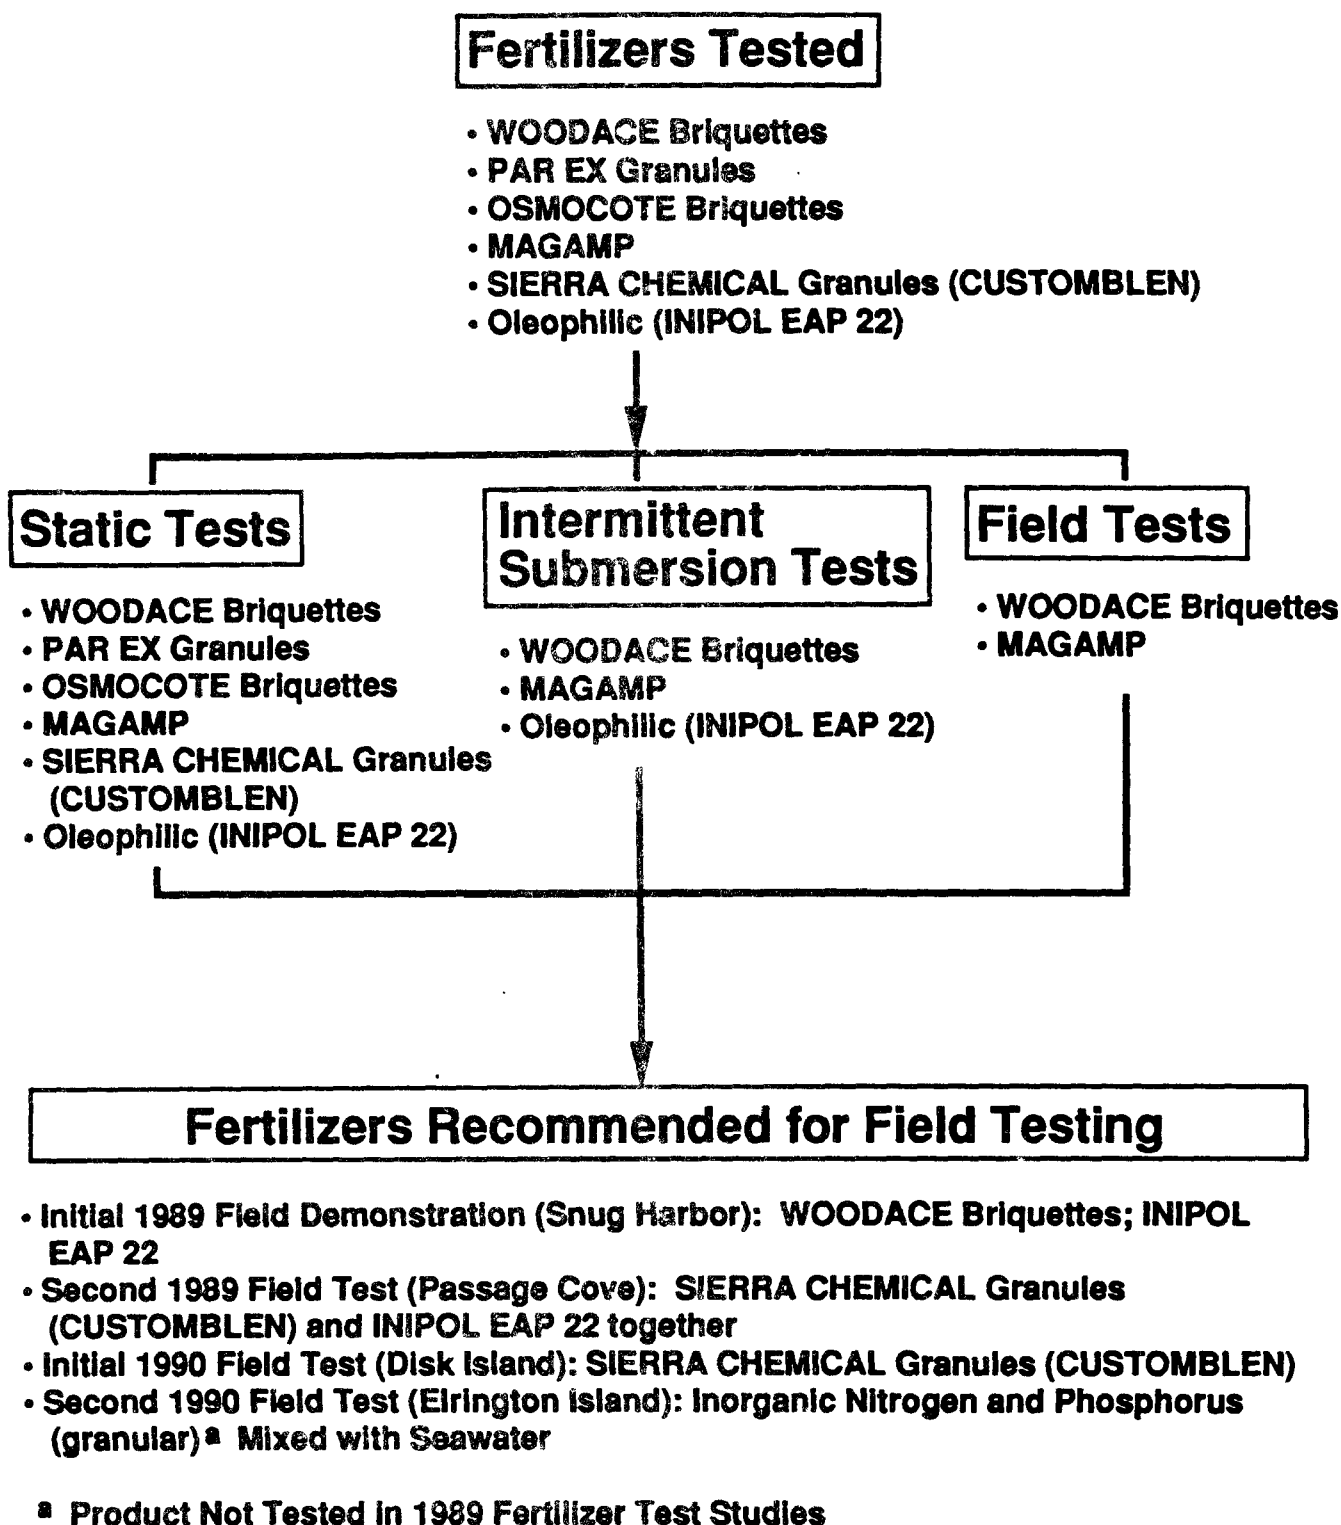 Fertilizers Tested
• WOODACE Briquettes
• PAR EX Granules
• OSMOCOTE Briquettes
• MAGAMP
• SIERRA CHEMICAL Granules (CUSTOMBLEN)
• Oleophilic (INIPOL EAP 22)
Static Tests
• WOODACE Briquettes
• PAR EX Granules
• OSMOCOTE Briquettes
• MAGAMP
• SIERRA CHEMICAL Granules
(CUSTOMBLEN)
• Oleophilic (INIPOL EAP 22)
Intermittent
Submersion Tests
• WOODACE Briquettes
• MAGAMP
• Oleophilic (INIPOL EAP 22)
Field Tests
• WOODACE Briquettes
• MAGAMP
Fertilizers Recommended for Field Testing
• Initial 1989 Field Demonstration (Snug Harbor): WOODACE Briquettes; INIPOL
EAP 22
• Second 1989 Field Test (Passage Cove): SIERRA CHEMICAL Granules
(CUSTOMBLEN) and INIPOL EAP 22 together
• Initial 1990 Field Test (Disk Island): SIERRA CHEMICAL Granules (CUSTOMBLEN)
• Second 1990 Field Test (Elrington Island): Inorganic Nitrogen and Phosphorus
(granular)ª Mixed with Seawater
ª Product Not Tested in 1989 Fertilizer Test Studies